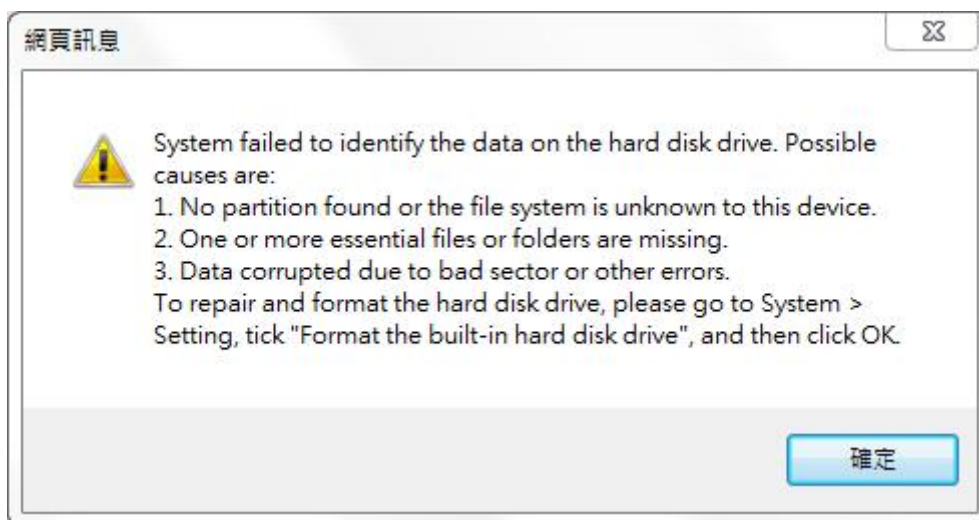 網頁訊息
System failed to identify the data on the hard disk drive. Possible
causes are:
1. No partition found or the file system is unknown to this device.
2. One or more essential files or folders are missing.
3. Data corrupted due to bad sector or other errors.
To repair and format the hard disk drive, please go to System >
Setting, tick "Format the built-in hard disk drive", and then click OK.
確定